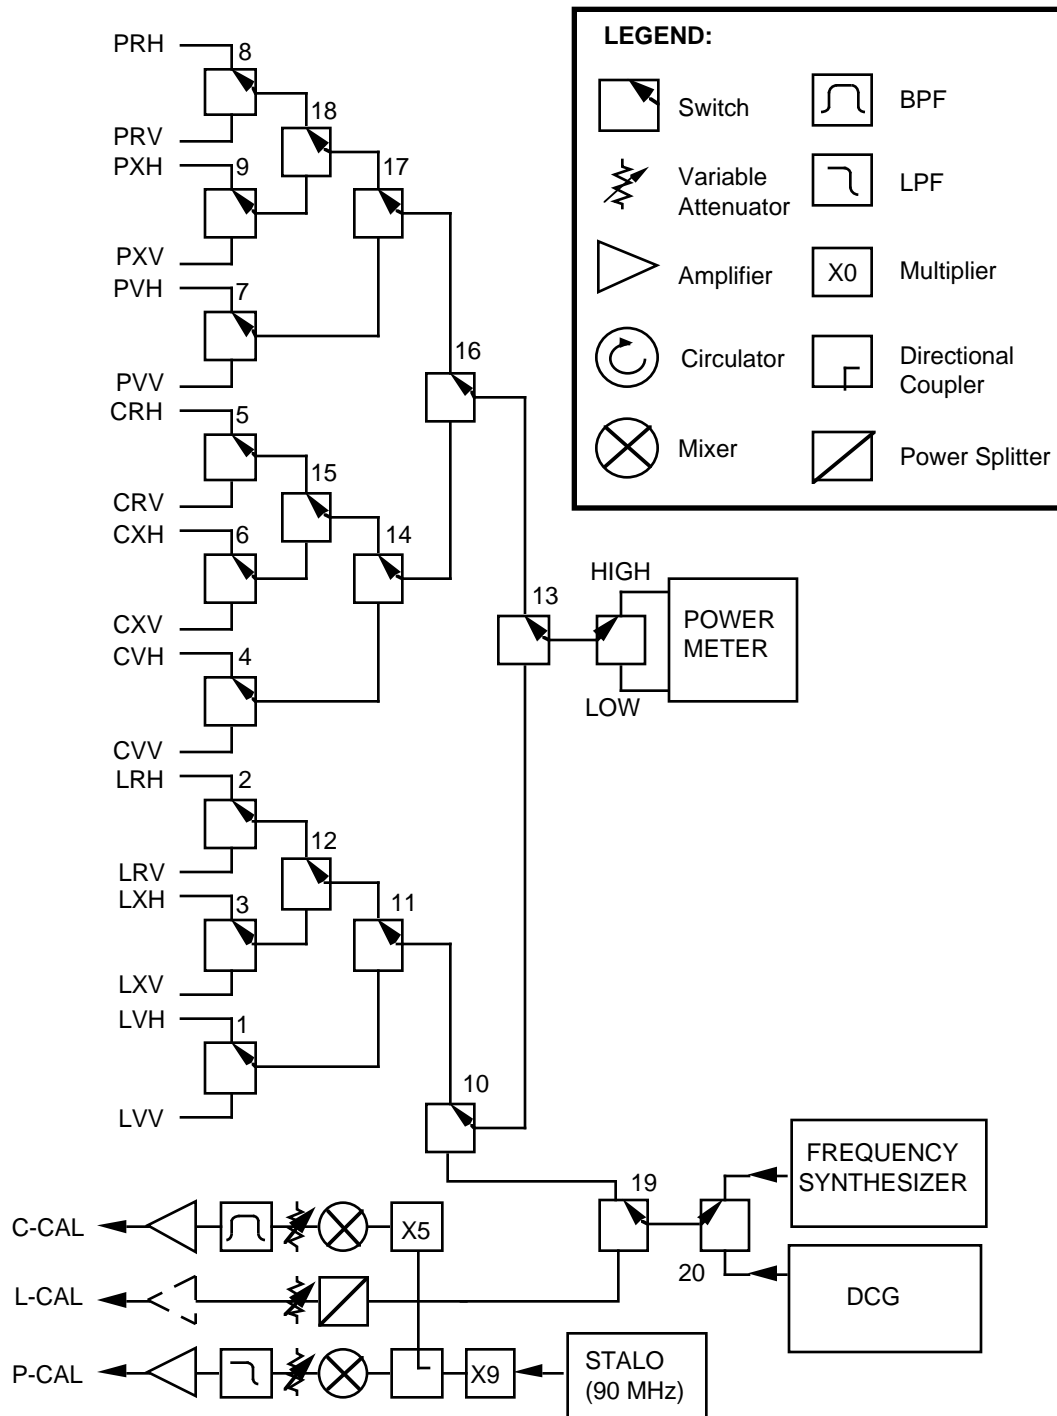 PRH
8
PRV
18
PXH
9
17
PXV
PVH
7
16
PVV
CRH
5
15
CRV
CXH
6
14
CXV
CVH
4
13
CVV
LRH
2
12
LRV
LXH
3
11
LXV
LVH
1
10
LVV
HIGH
LOW
POWER
METER
19
20
FREQUENCY
SYNTHESIZER
DCG
C-CAL
X5
L-CAL
P-CAL
X9
STALO
(90 MHz)
LEGEND:
Switch
BPF
Variable
Attenuator
LPF
Amplifier
X0
Multiplier
Circulator
Directional
Coupler
Mixer
Power Splitter